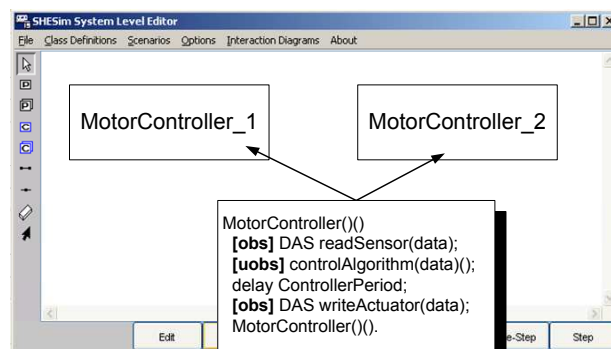 SHESim System Level Editor
File Class Definitions Scenarios Options Interaction Diagrams About
MotorController_1
MotorController_2
MotorController()()
[obs] DAS readSensor(data);
[uobs] controlAlgorithm(data)();
delay ControllerPeriod;
[obs] DAS writeActuator(data);
MotorController()().
Edit
e-Step
Step